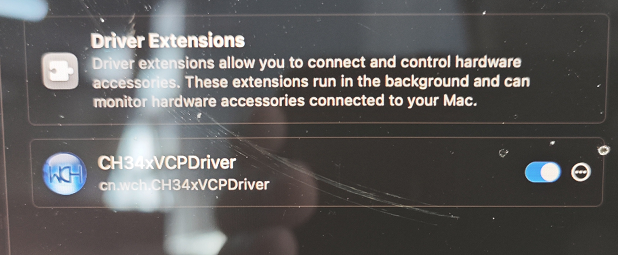 Driver Extensions
Driver extensions allow you to connect and control hardware
accessories. These extensions run in the background and can
monitor hardware accessories connected to your Mac.
WCH
CH34xVCPDriver
cn.wch.CH34xVCPDriver